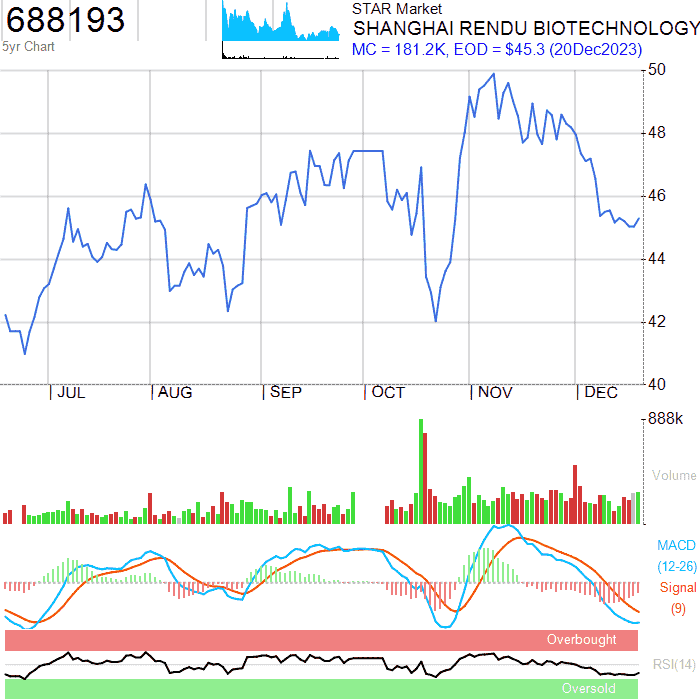 688193
5yr Chart
STAR Market
SHANGHAI RENDU BIOTECHNOLOGY
MC = 181.2K, EOD = $45.3 (20Dec2023)
50
48
46
44
42
40
JUL AUG SEP OCT NOV DEC
888k
Volume
MACD
(12-26)
Signal
(9)
Overbought
RSI(14)
Oversold